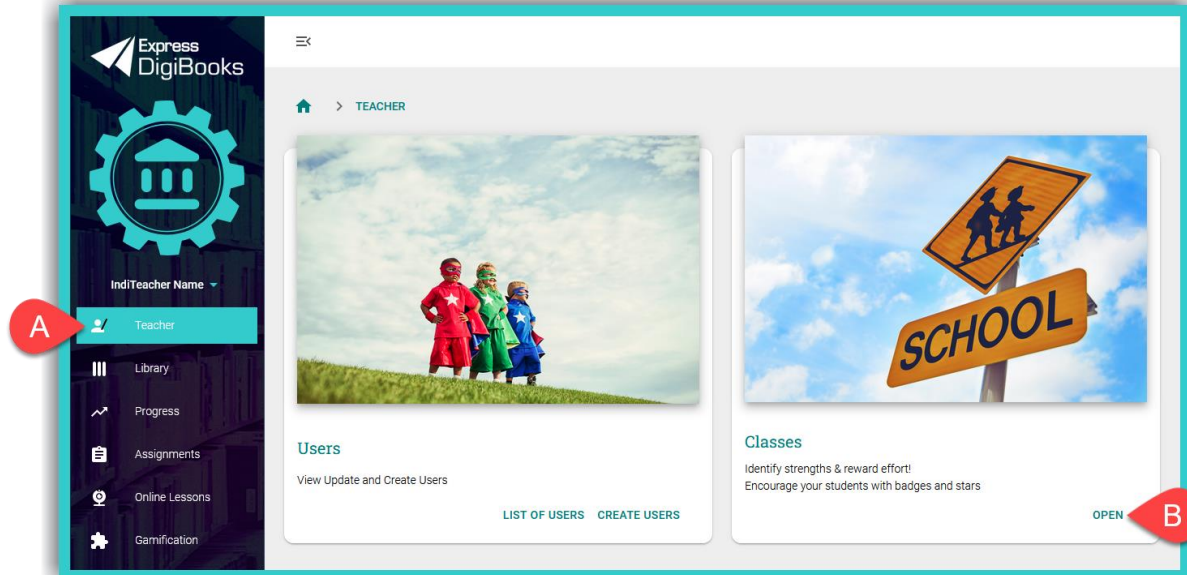 Express
DigiBooks
IndiTeacher Name
A
Teacher
Library
Progress
Assignments
Online Lessons
Gamification
> TEACHER
Users
View Update and Create Users
LIST OF USERS CREATE USERS
SCHOOL
Classes
Identify strengths & reward effort!
Encourage your students with badges and stars
OPEN
B